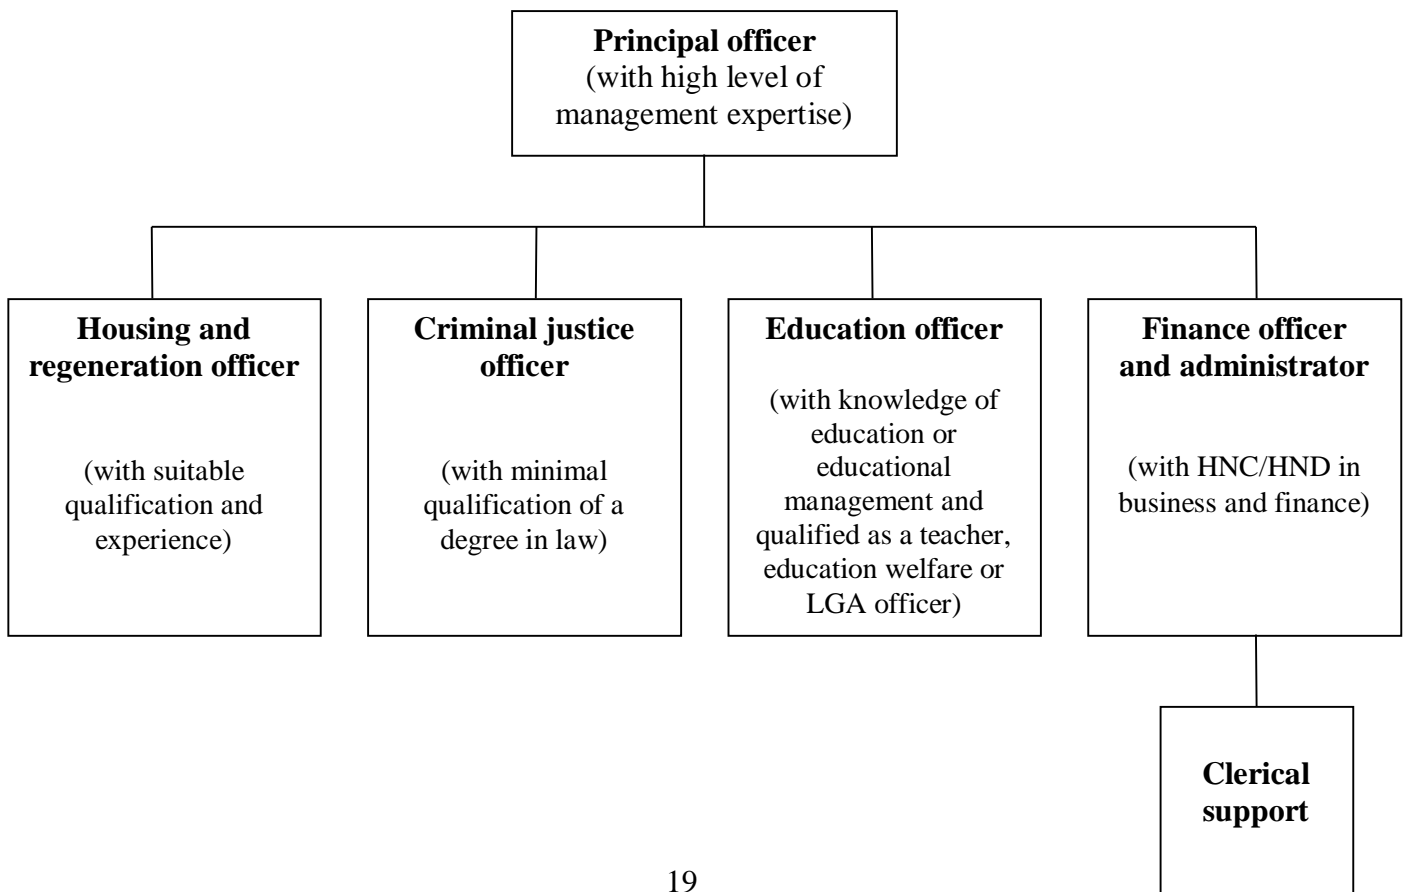 Principal officer
(with high level of
management expertise)
Housing and
regeneration officer
(with suitable
qualification and
experience)
Criminal justice
officer
(with minimal
qualification of a
degree in law)
Education officer
(with knowledge of
education or
educational
management and
qualified as a teacher,
education welfare or
LGA officer)
Finance officer
and administrator
(with HNC/HND in
business and finance)
Clerical
support
19